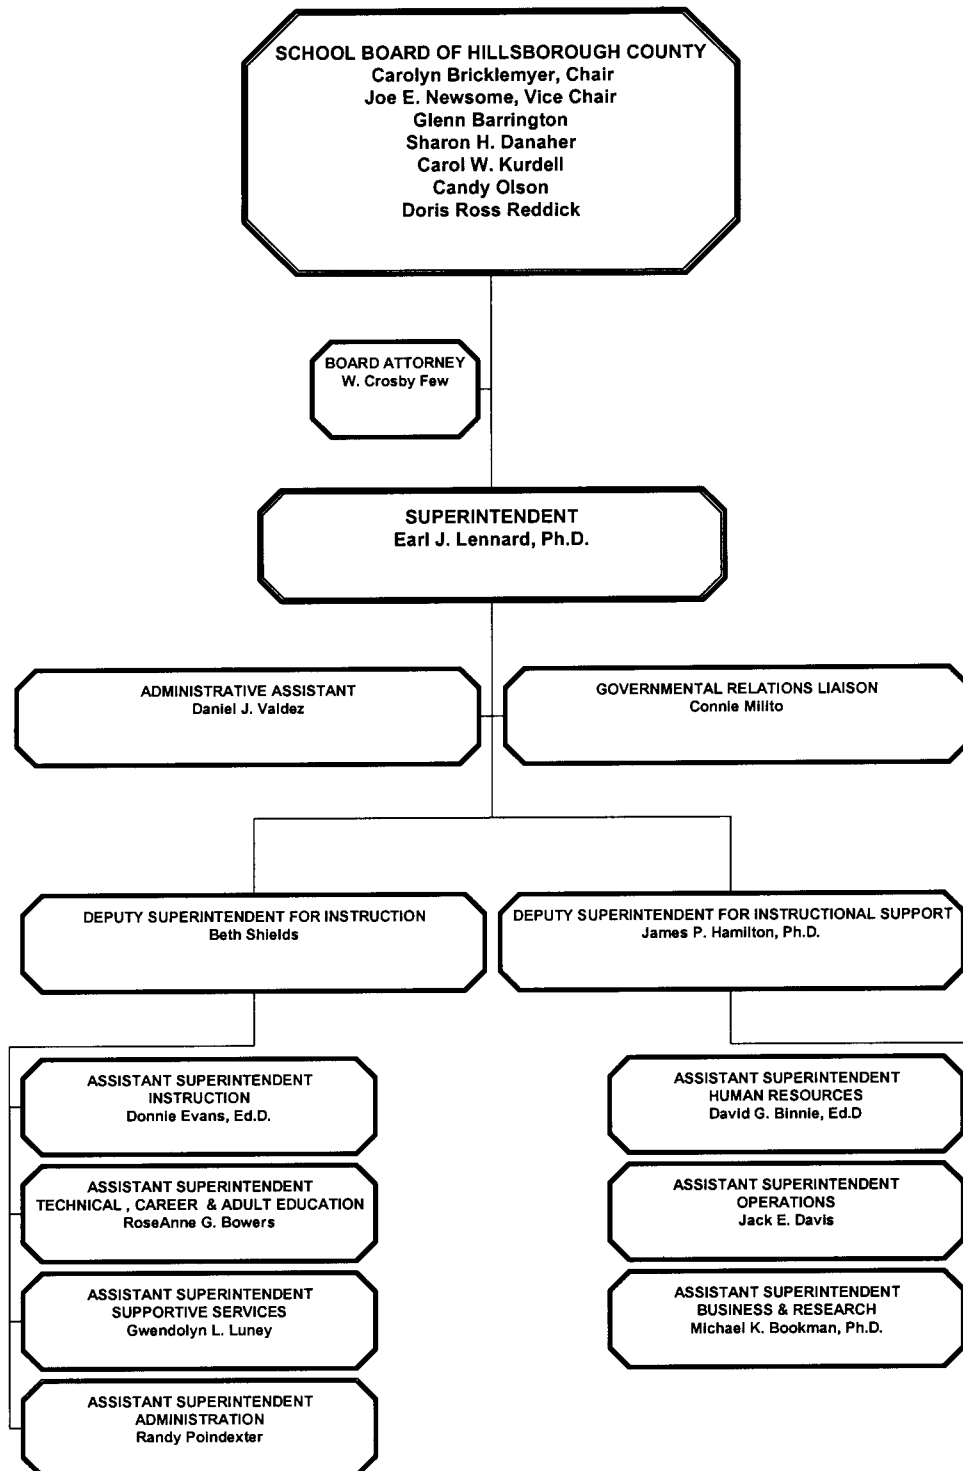 SCHOOL BOARD OF HILLSBOROUGH COUNTY
Carolyn Bricklemyer, Chair
Joe E. Newsome, Vice Chair
Glenn Barrington
Sharon H. Danaher
Carol W. Kurdell
Candy Olson
Doris Ross Reddick
BOARD ATTORNEY
W. Crosby Few
SUPERINTENDENT
Earl J. Lennard, Ph.D.
ADMINISTRATIVE ASSISTANT
Daniel J. Valdez
GOVERNMENTAL RELATIONS LIAISON
Connie Milito
DEPUTY SUPERINTENDENT FOR INSTRUCTION
Beth Shields
DEPUTY SUPERINTENDENT FOR INSTRUCTIONAL SUPPORT
James P. Hamilton, Ph.D.
ASSISTANT SUPERINTENDENT
INSTRUCTION
Donnie Evans, Ed.D.
ASSISTANT SUPERINTENDENT
TECHNICAL , CAREER & ADULT EDUCATION
RoseAnne G. Bowers
ASSISTANT SUPERINTENDENT
SUPPORTIVE SERVICES
Gwendolyn L. Luney
ASSISTANT SUPERINTENDENT
ADMINISTRATION
Randy Poindexter
ASSISTANT SUPERINTENDENT
HUMAN RESOURCES
David G. Binnie, Ed.D
ASSISTANT SUPERINTENDENT
OPERATIONS
Jack E. Davis
ASSISTANT SUPERINTENDENT
BUSINESS & RESEARCH
Michael K. Bookman, Ph.D.